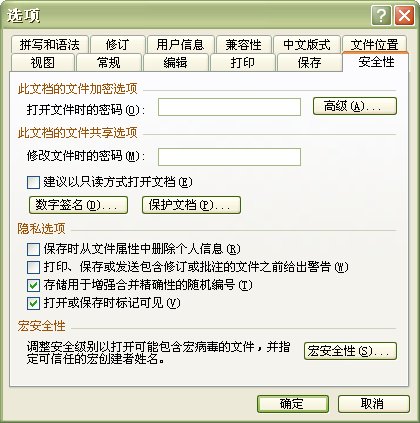 选项
拼写和语法 修订 用户信息 兼容性 中文版式 文件位置
视图 常规 编辑 打印 保存 安全性
此文档的文件加密选项
打开文件时的密码(O): 高级(A)...
此文档的文件共享选项
修改文件时的密码(M):
建议以只读方式打开文档(E)
数字签名(D)... 保护文档(P)...
隐私选项
保存时从文件属性中删除个人信息(R)
打印、保存或发送包含修订或批注的文件之前给出警告(W)
存储用于增强合并精确性的随机编号(T)
打开或保存时标记可见(V)
宏安全性
调整安全级别以打开可能包含宏病毒的文件，并指
定可信任的宏创建者姓名。 宏安全性(S)...
确定 取消